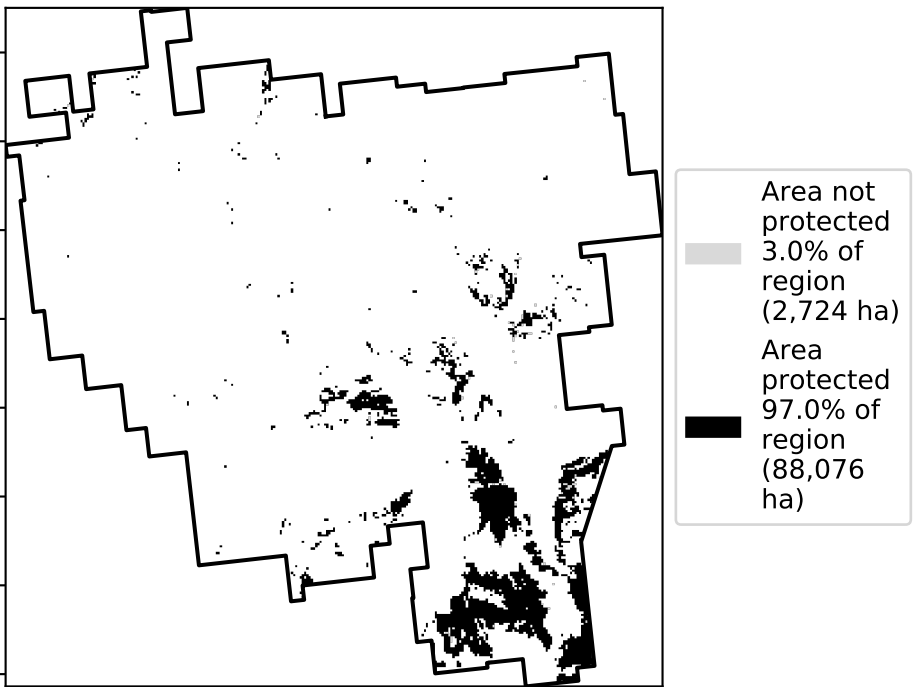 Area not
protected
3.0% of
region
(2,724 ha)
Area
protected
97.0% of
region
(88,076
ha)